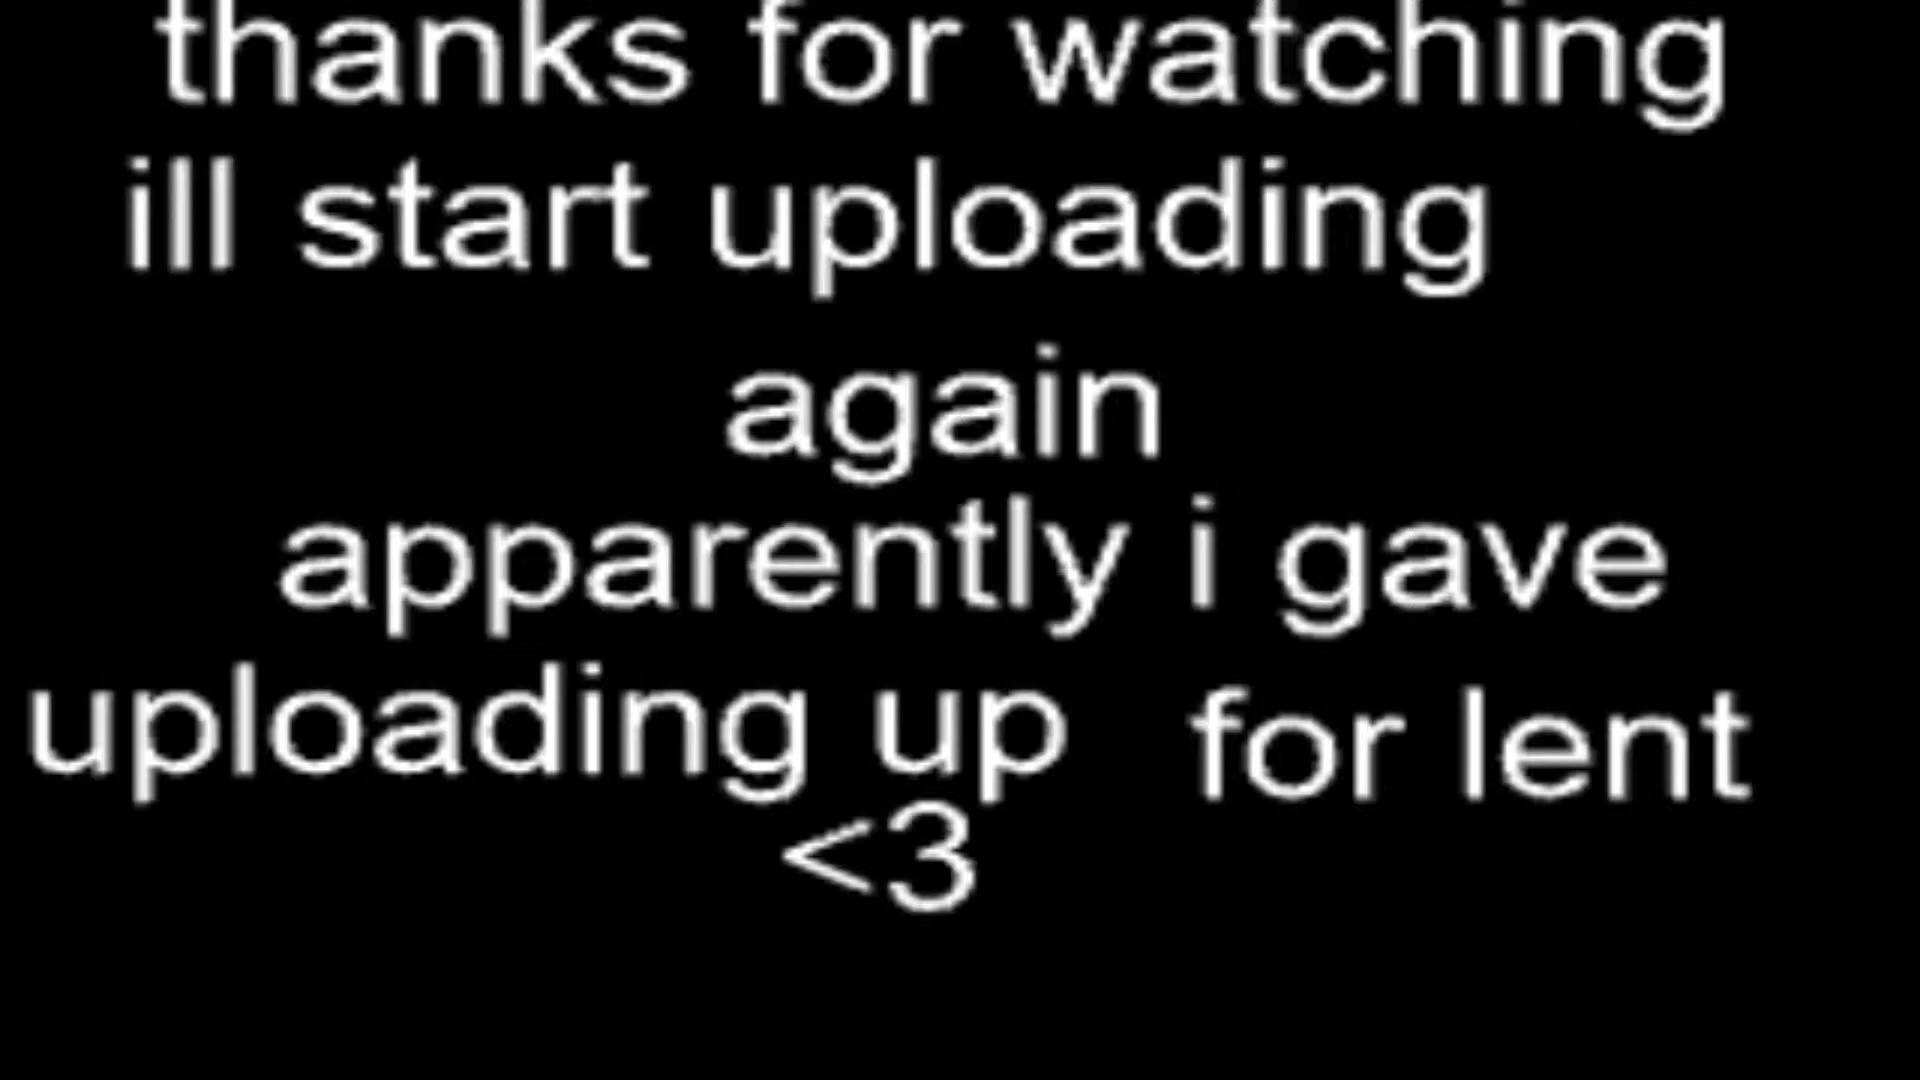 thanks for watching
ill start uploading
again
apparently i gave
uploading up for lent
<3